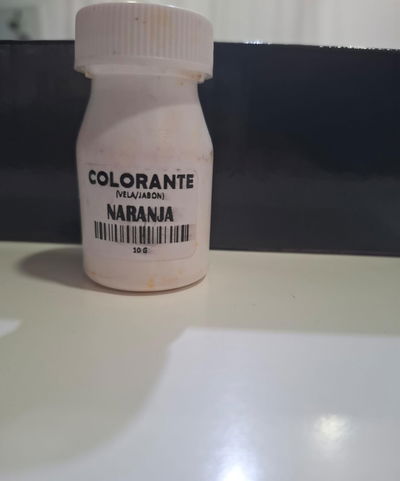 COLORANTE
(VELA/JABON)
NARANJA
10 G